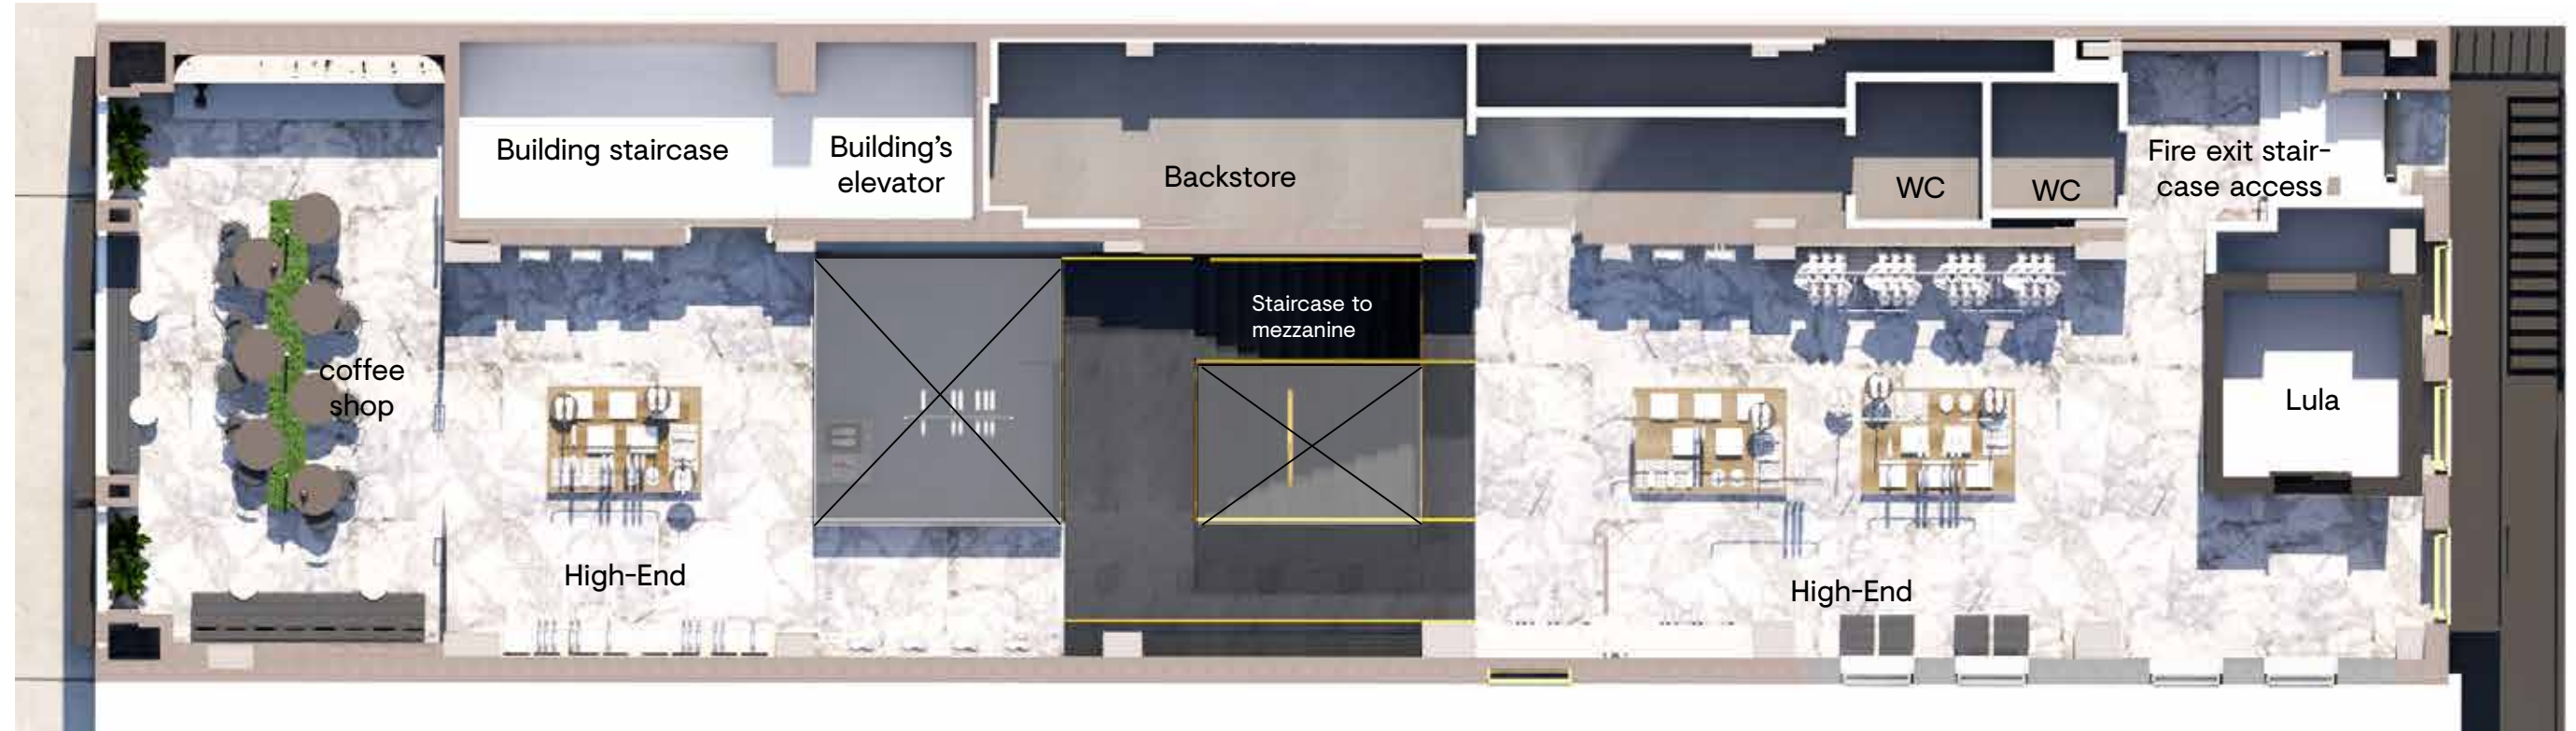 Building staircase
Building's
elevator
Backstore
WC
WC
Fire exit stair-
case access
Staircase to
mezzanine
coffee
shop
Lula
High-End
High-End